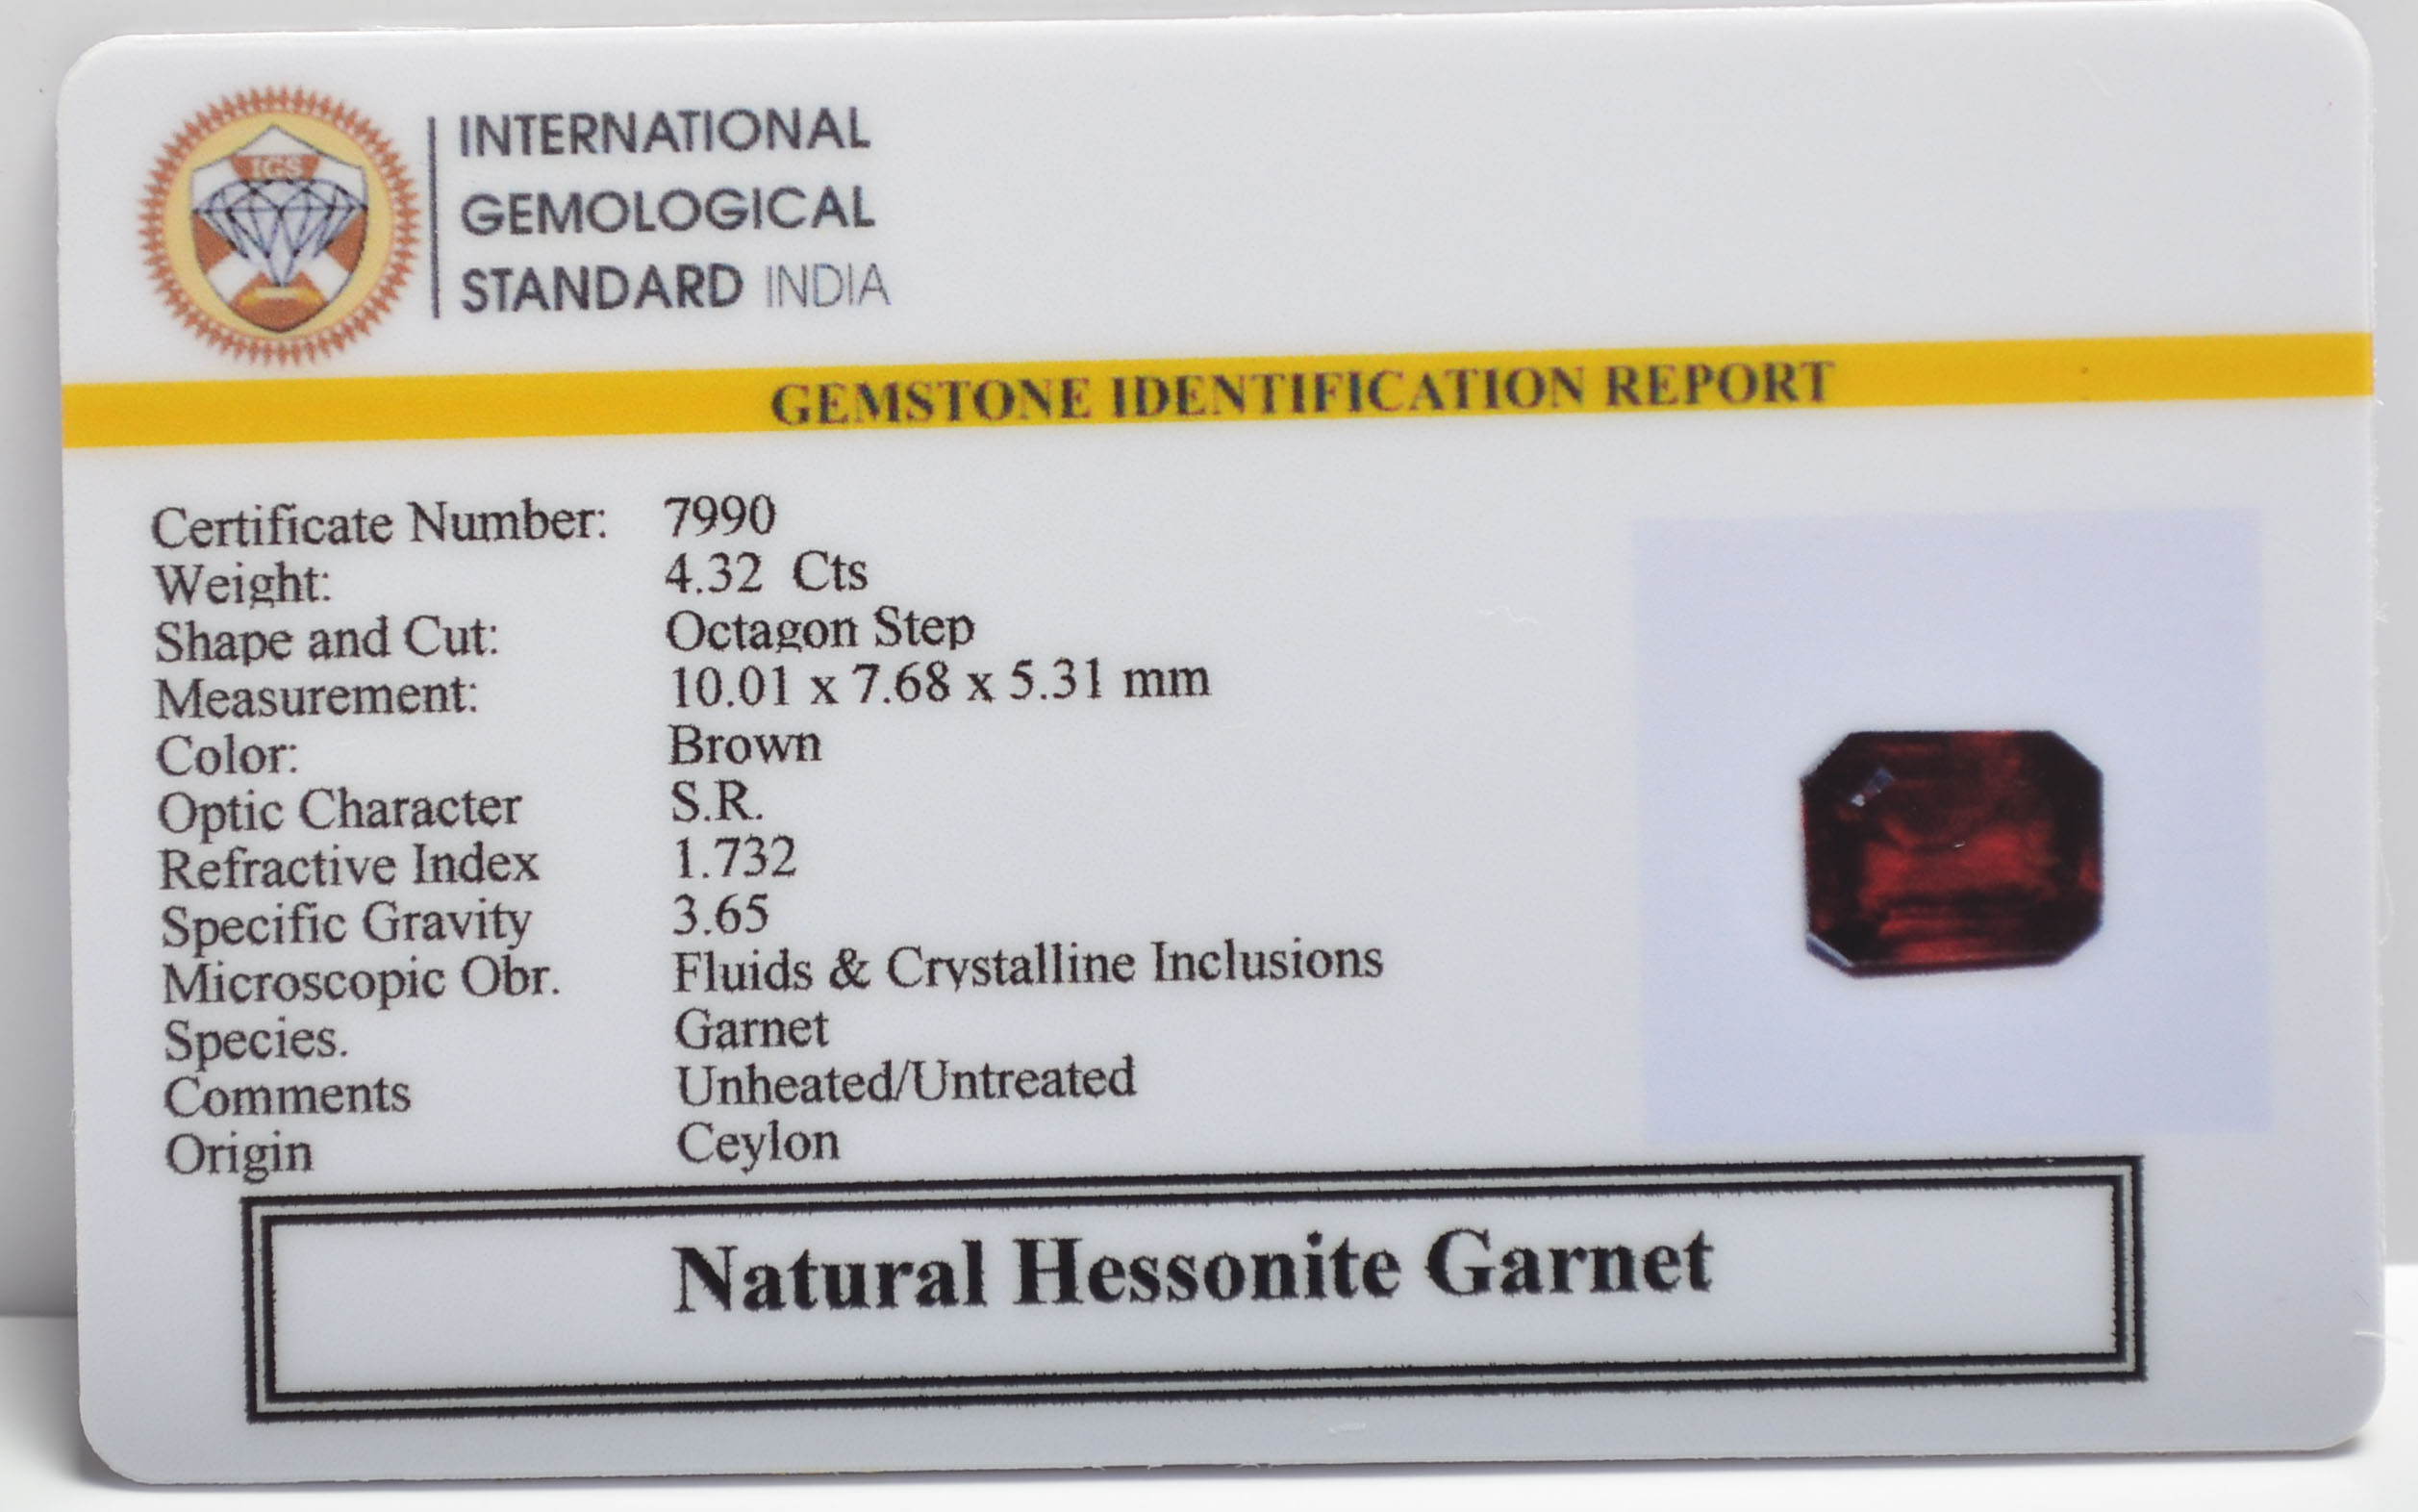 IGS
INTERNATIONAL
GEMOLOGICAL
STANDARD INDIA
GEMSTONE IDENTIFICATION REPORT
Certificate Number: 7990
Weight: 4.32 Cts
Shape and Cut: Octagon Step
Measurement: 10.01 x 7.68 x 5.31 mm
Color: Brown
Optic Character S.R.
Refractive Index 1.732
Specific Gravity 3.65
Microscopic Obr. Fluids & Crystalline Inclusions
Species. Garnet
Comments Unheated/Untreated
Origin Ceylon
Natural Hessonite Garnet